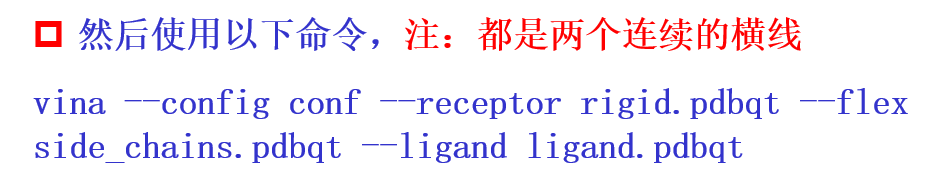 然后使用以下命令，注：都是两个连续的横线
vina --config conf --receptor rigid.pdbqt --flex
side_chains.pdbqt --ligand ligand.pdbqt